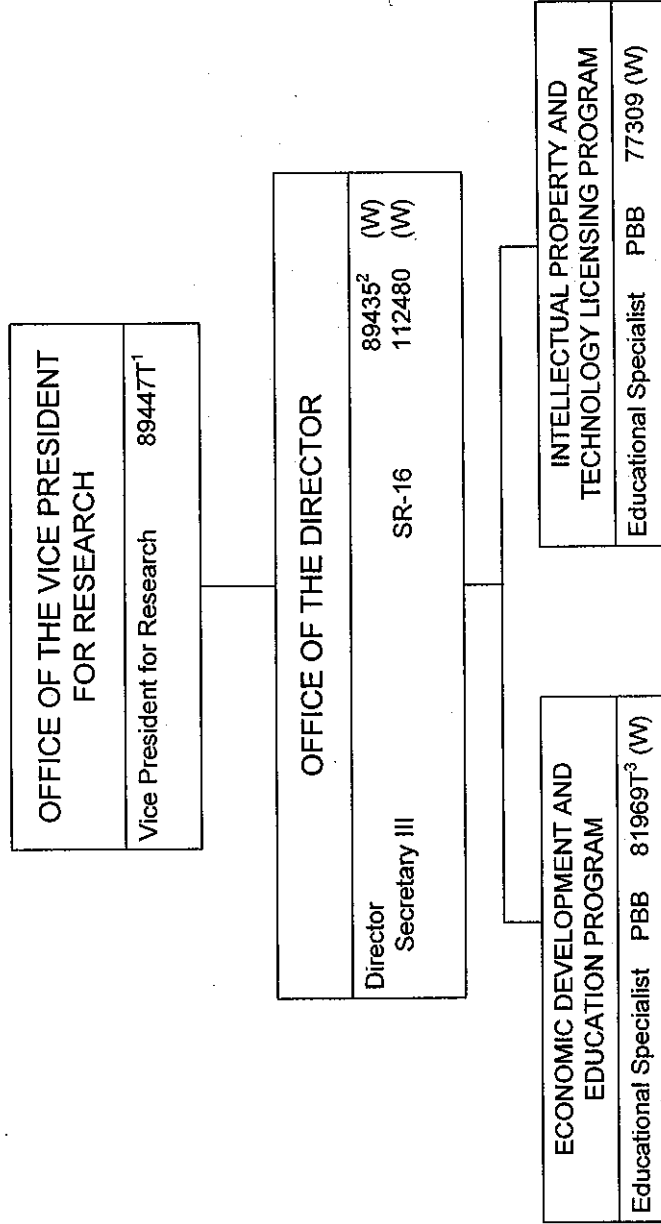 OFFICE OF THE VICE PRESIDENT
FOR RESEARCH
Vice President for Research 89447T¹
OFFICE OF THE DIRECTOR
Director 89435² (W)
Secretary III SR-16 112480 (W)
ECONOMIC DEVELOPMENT AND
EDUCATION PROGRAM
Educational Specialist PBB 81969T³ (W)
INTELLECTUAL PROPERTY AND
TECHNOLOGY LICENSING PROGRAM
Educational Specialist PBB 77309 (W)